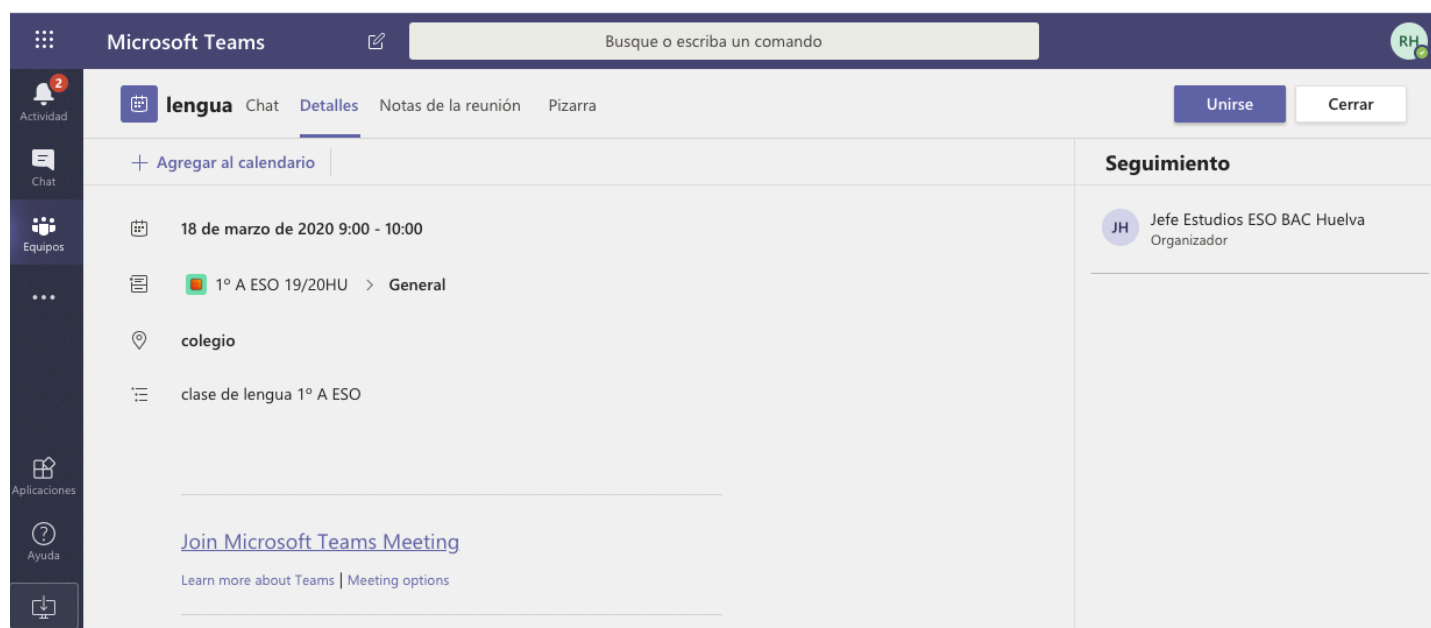 Microsoft Teams
Busque o escriba un comando
RH
2
Actividad
Chat
Equipos
Aplicaciones
Ayuda
lengua Chat Detalles Notas de la reunión Pizarra
Unirse Cerrar
+ Agregar al calendario
18 de marzo de 2020 9:00 - 10:00
1º A ESO 19/20HU > General
colegio
clase de lengua 1º A ESO
Join Microsoft Teams Meeting
Learn more about Teams | Meeting options
Seguimiento
JH
Jefe Estudios ESO BAC Huelva
Organizador